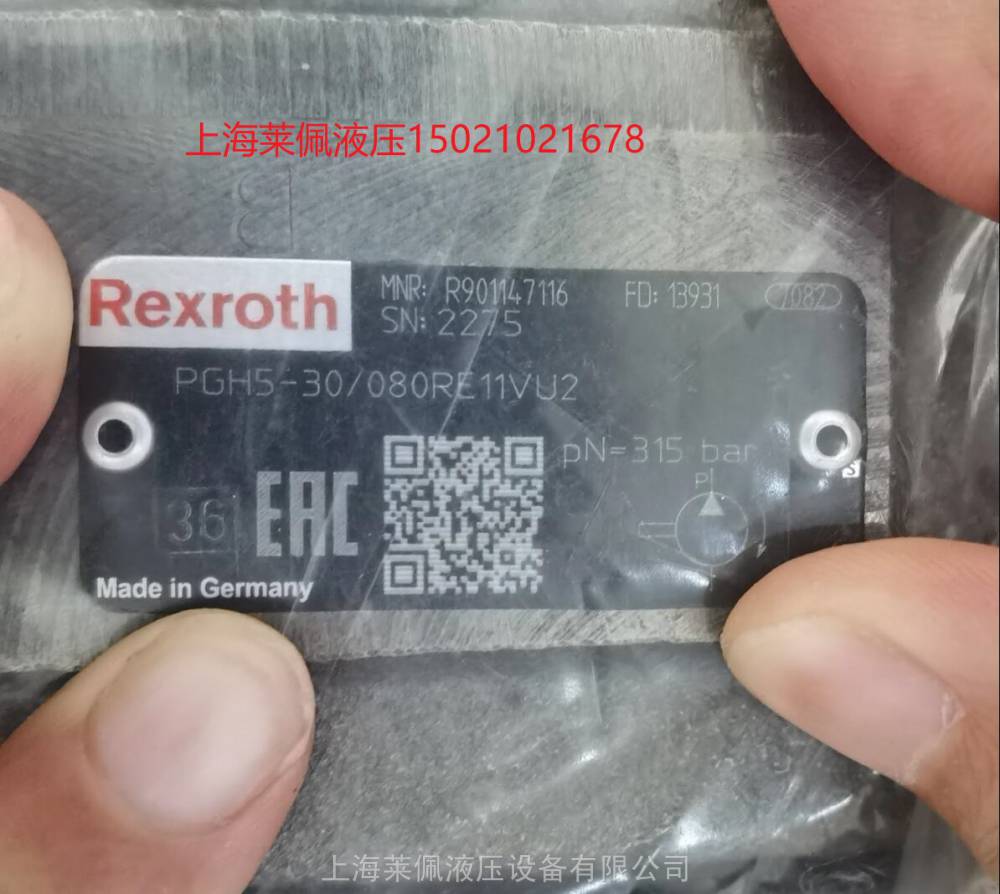 上海莱佩液压15021021678
Rexroth
MNR: R901147116
FD: 13931
7082
SN: 2275
PGH5-30/080RE11VU2
pN=315 bar
P
36
EAC
S
Made in Germany
上海莱佩液压设备有限公司